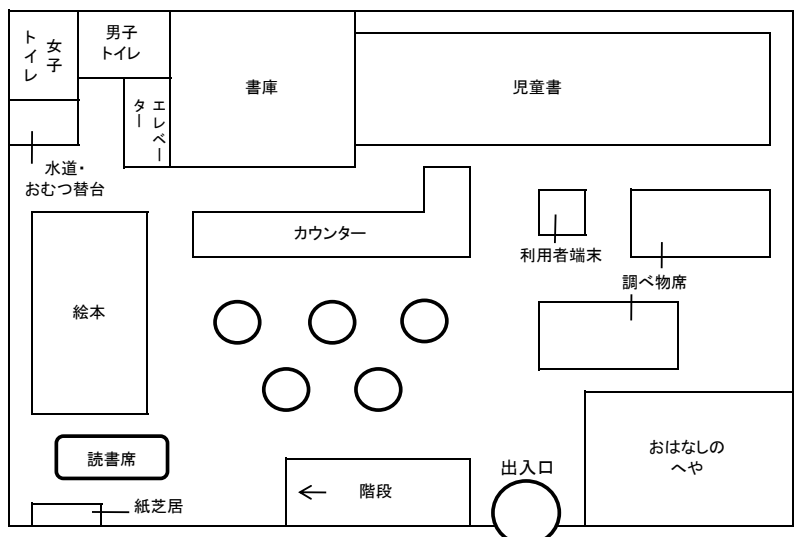 女子
トイレ
男子
トイレ
エレベー
ター
書庫
児童書
水道・
おむつ替台
カウンター
利用者端末
調べ物席
絵本
読書席
紙芝居
階段
出入口
おはなしの
へや